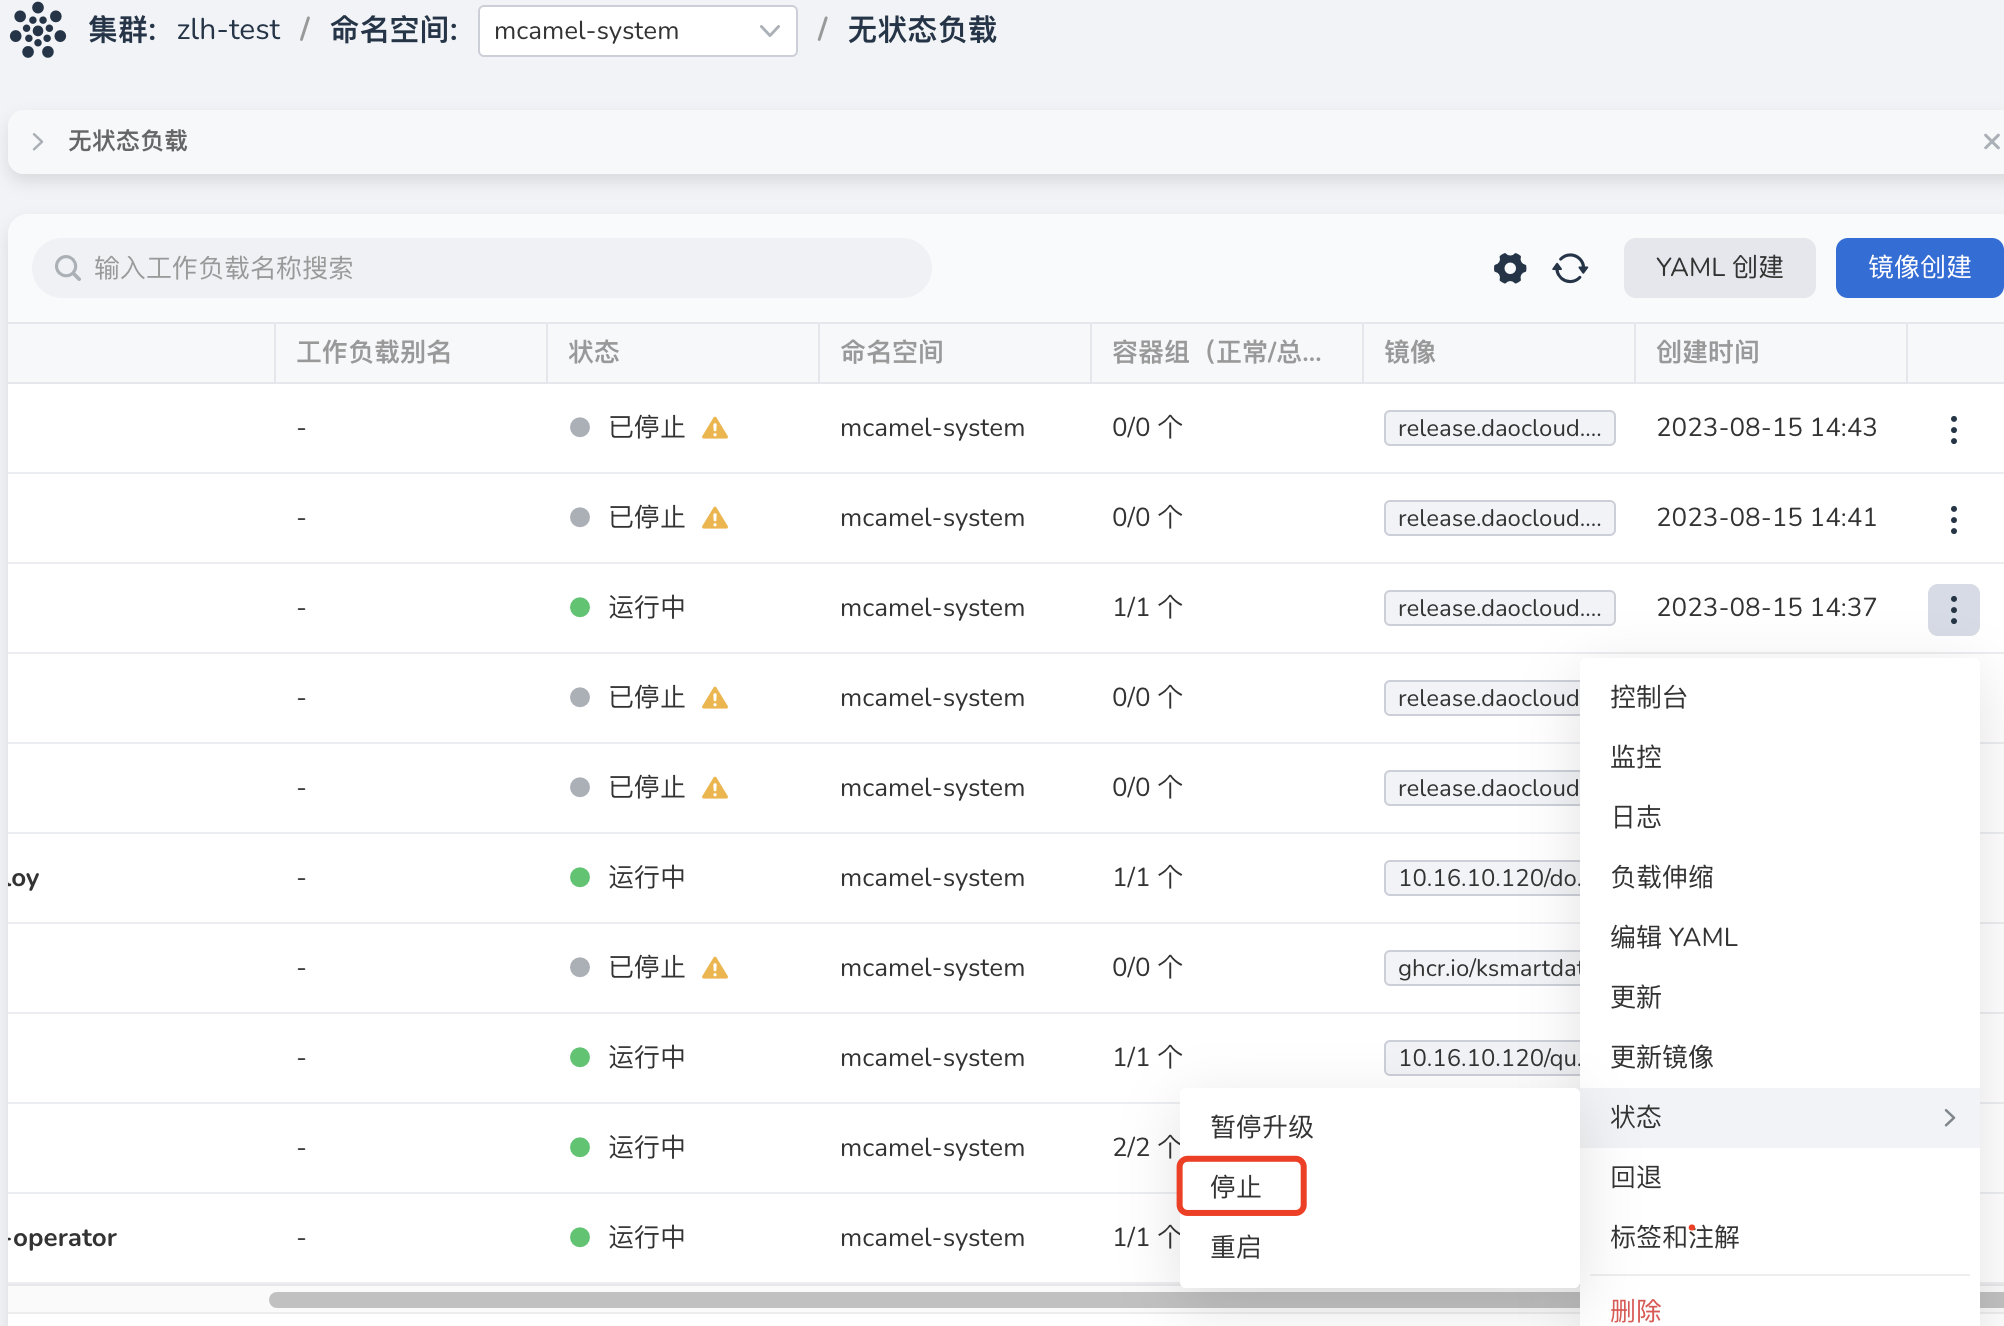 集群: zlh-test / 命名空间: mcamel-system / 无状态负载
无状态负载
输入工作负载名称搜索
YAML 创建
镜像创建
工作负载别名 状态 命名空间 容器组（正常/总... 镜像 创建时间
- 已停止 mcamel-system 0/0 个 release.daocloud.... 2023-08-15 14:43
- 已停止 mcamel-system 0/0 个 release.daocloud.... 2023-08-15 14:41
- 运行中 mcamel-system 1/1 个 release.daocloud.... 2023-08-15 14:37
- 已停止 mcamel-system 0/0 个 release.daocloud
- 已停止 mcamel-system 0/0 个 release.daocloud
loy - 运行中 mcamel-system 1/1 个 10.16.10.120/do.
- 已停止 mcamel-system 0/0 个 ghcr.io/ksmartdat
- 运行中 mcamel-system 1/1 个 10.16.10.120/qu.
- 运行中 mcamel-system 2/2 个
-operator - 运行中 mcamel-system 1/1 个
控制台
监控
日志
负载伸缩
编辑 YAML
更新
更新镜像
状态
回退
标签和注解
删除
暂停升级
停止
重启